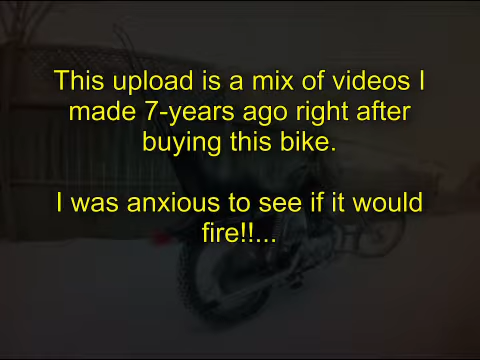 This upload is a mix of videos I
made 7-years ago right after
buying this bike.
I was anxious to see if it would
fire!!...